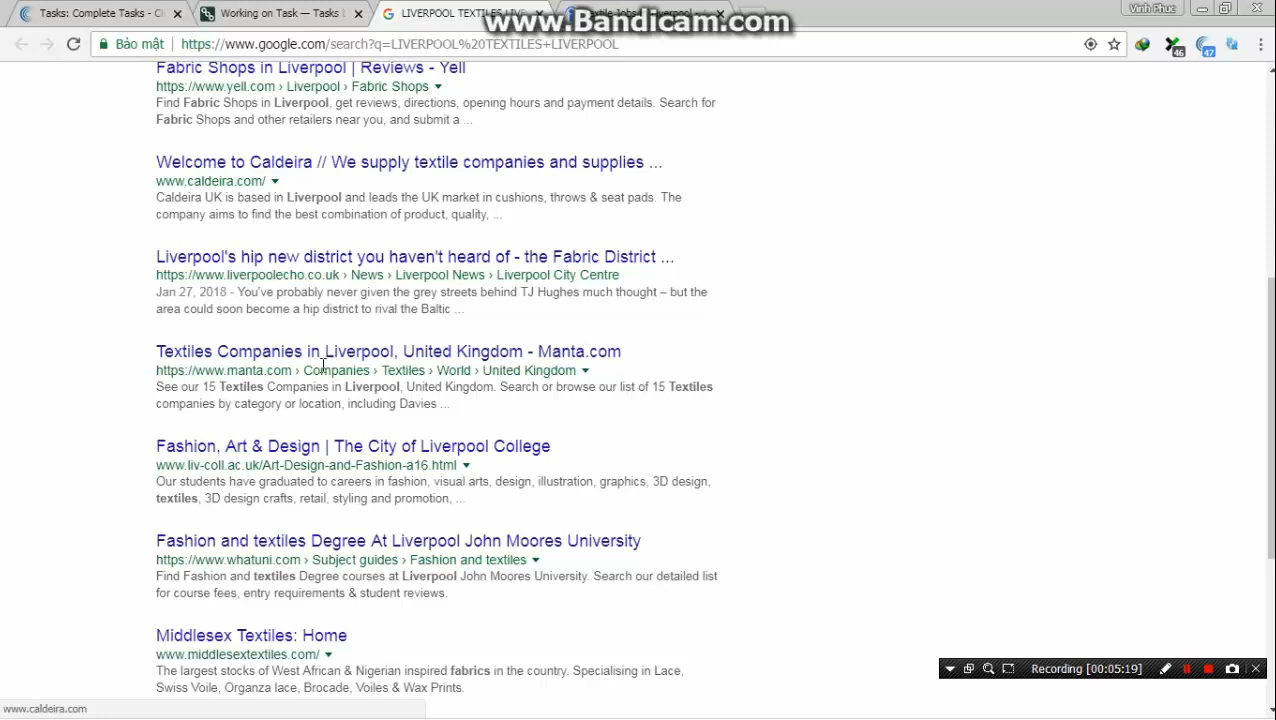 Tasks: Complete Tasks - C
Working on Task — Tasks
LIVERPOOL TEXTILES LIVE
Textile Jobs | Liverpool
Vinh Phuc
www.Bandicam.com
Bảo mật
https://www.google.com/search?q=LIVERPOOL%20TEXTILES+LIVERPOOL
46
47
Fabric Shops in Liverpool | Reviews - Yell
https://www.yell.com › Liverpool › Fabric Shops
Find Fabric Shops in Liverpool, get reviews, directions, opening hours and payment details. Search for
Fabric Shops and other retailers near you, and submit a ...
Welcome to Caldeira // We supply textile companies and supplies ...
www.caldeira.com/
Caldeira UK is based in Liverpool and leads the UK market in cushions, throws & seat pads. The
company aims to find the best combination of product, quality, ...
Liverpool's hip new district you haven't heard of - the Fabric District ...
https://www.liverpoolecho.co.uk › News › Liverpool News › Liverpool City Centre
Jan 27, 2018 - You've probably never given the grey streets behind TJ Hughes much thought – but the
area could soon become a hip district to rival the Baltic ...
Textiles Companies in Liverpool, United Kingdom - Manta.com
https://www.manta.com › Companies › Textiles › World › United Kingdom
See our 15 Textiles Companies in Liverpool, United Kingdom. Search or browse our list of 15 Textiles
companies by category or location, including Davies ...
Fashion, Art & Design | The City of Liverpool College
www.liv-coll.ac.uk/Art-Design-and-Fashion-a16.html
Our students have graduated to careers in fashion, visual arts, design, illustration, graphics, 3D design,
textiles, 3D design crafts, retail, styling and promotion, ...
Fashion and textiles Degree At Liverpool John Moores University
https://www.whatuni.com › Subject guides › Fashion and textiles
Find Fashion and textiles Degree courses at Liverpool John Moores University. Search our detailed list
for course fees, entry requirements & student reviews.
Middlesex Textiles: Home
www.middlesextextiles.com/
The largest stocks of West African & Nigerian inspired fabrics in the country. Specialising in Lace,
Swiss Voile, Organza lace, Brocade, Voiles & Wax Prints.
Recording [00:05:19]
www.caldeira.com